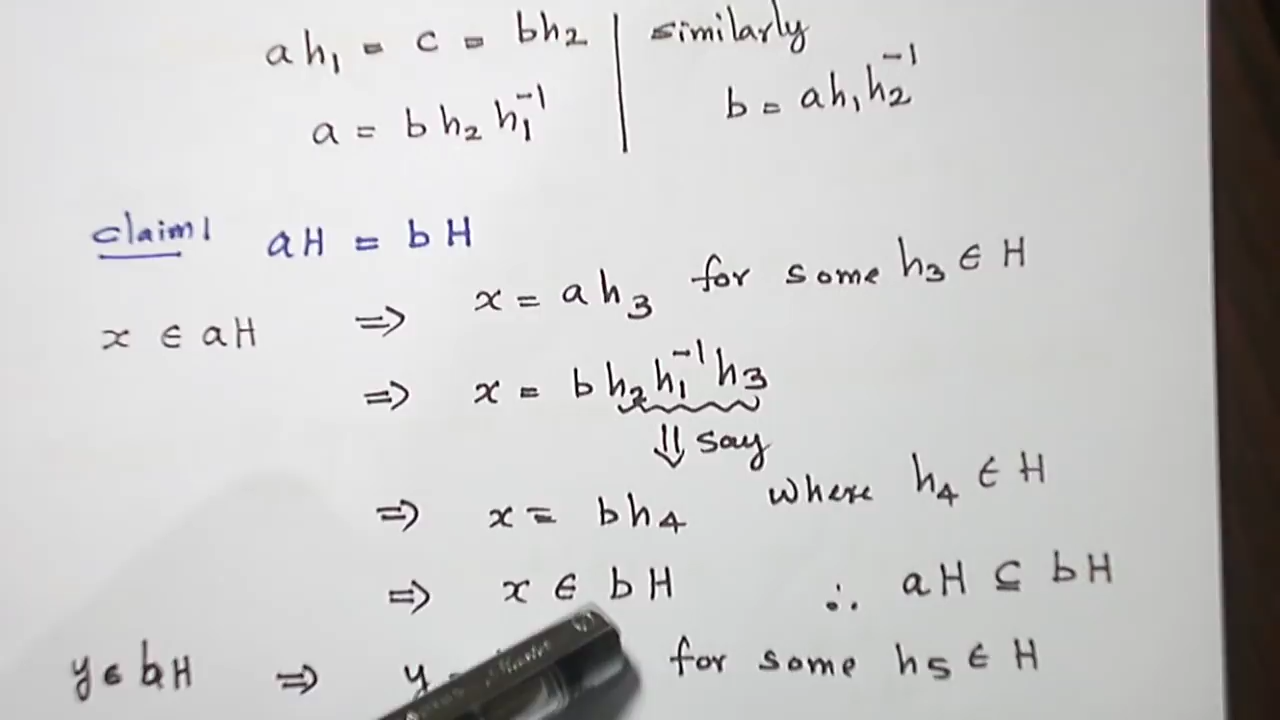 ah₁ = c = bh₂ | similarly
a = b h₂ h₁⁻¹ | b = ah₁h₂⁻¹
claim1 aH = bH
x ∈ aH ⇒ x = ah₃ for some h₃ ∈ H
⇒ x = b h₂h₁⁻¹h₃
⇓ say
⇒ x = bh₄ where h₄ ∈ H
⇒ x ∈ bH ∴ aH ⊆ bH
y ∈ bH ⇒ y for some h5 ∈ H